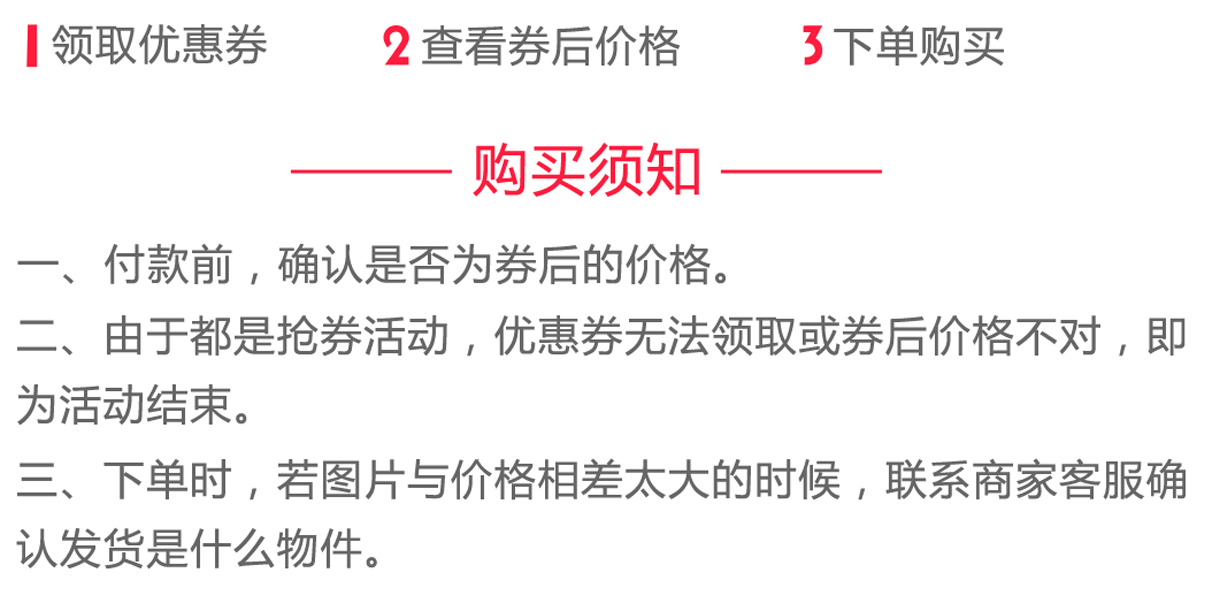 1 领取优惠券 2 查看券后价格 3 下单购买
购买须知
一、付款前，确认是否为券后的价格。
二、由于都是抢券活动，优惠券无法领取或券后价格不对，即
为活动结束。
三、下单时，若图片与价格相差太大的时候，联系商家客服确
认发货是什么物件。